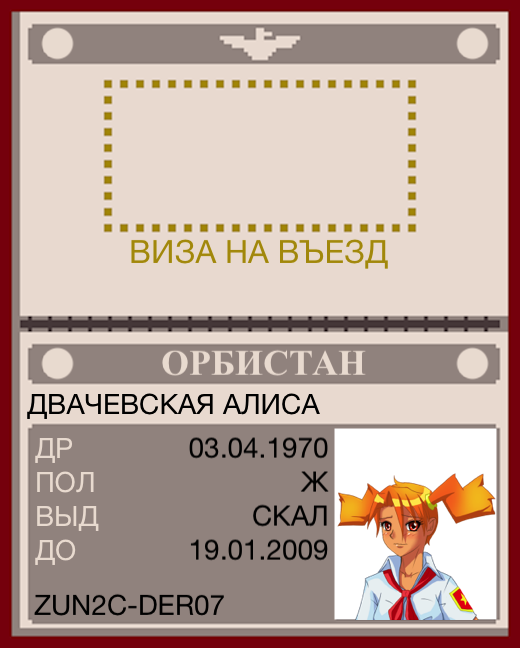 ВИЗА НА ВЪЕЗД
ОРБИСТАН
ДВАЧЕВСКАЯ АЛИСА
ДР 03.04.1970
ПОЛ Ж
ВЫД СКАЛ
ДО 19.01.2009
ZUN2C-DER07